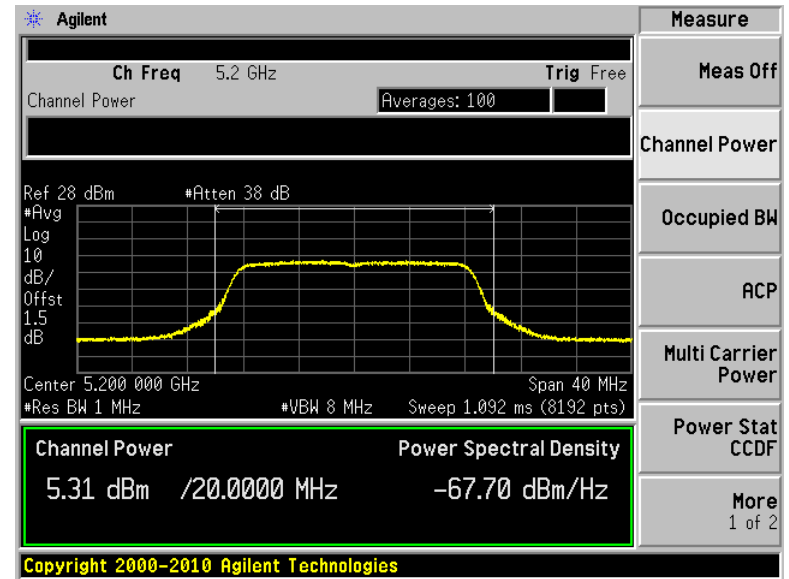 Agilent
Measure
Ch Freq 5.2 GHz Trig Free
Channel Power Averages: 100
Ref 28 dBm #Atten 38 dB
#Avg
Log
10
dB/
Offst
1.5
dB
Center 5.200 000 GHz Span 40 MHz
#Res BW 1 MHz #VBW 8 MHz Sweep 1.092 ms (8192 pts)
Channel Power Power Spectral Density
5.31 dBm /20.0000 MHz -67.70 dBm/Hz
Copyright 2000-2010 Agilent Technologies
Meas Off
Channel Power
Occupied BW
ACP
Multi Carrier
Power
Power Stat
CCDF
More
1 of 2